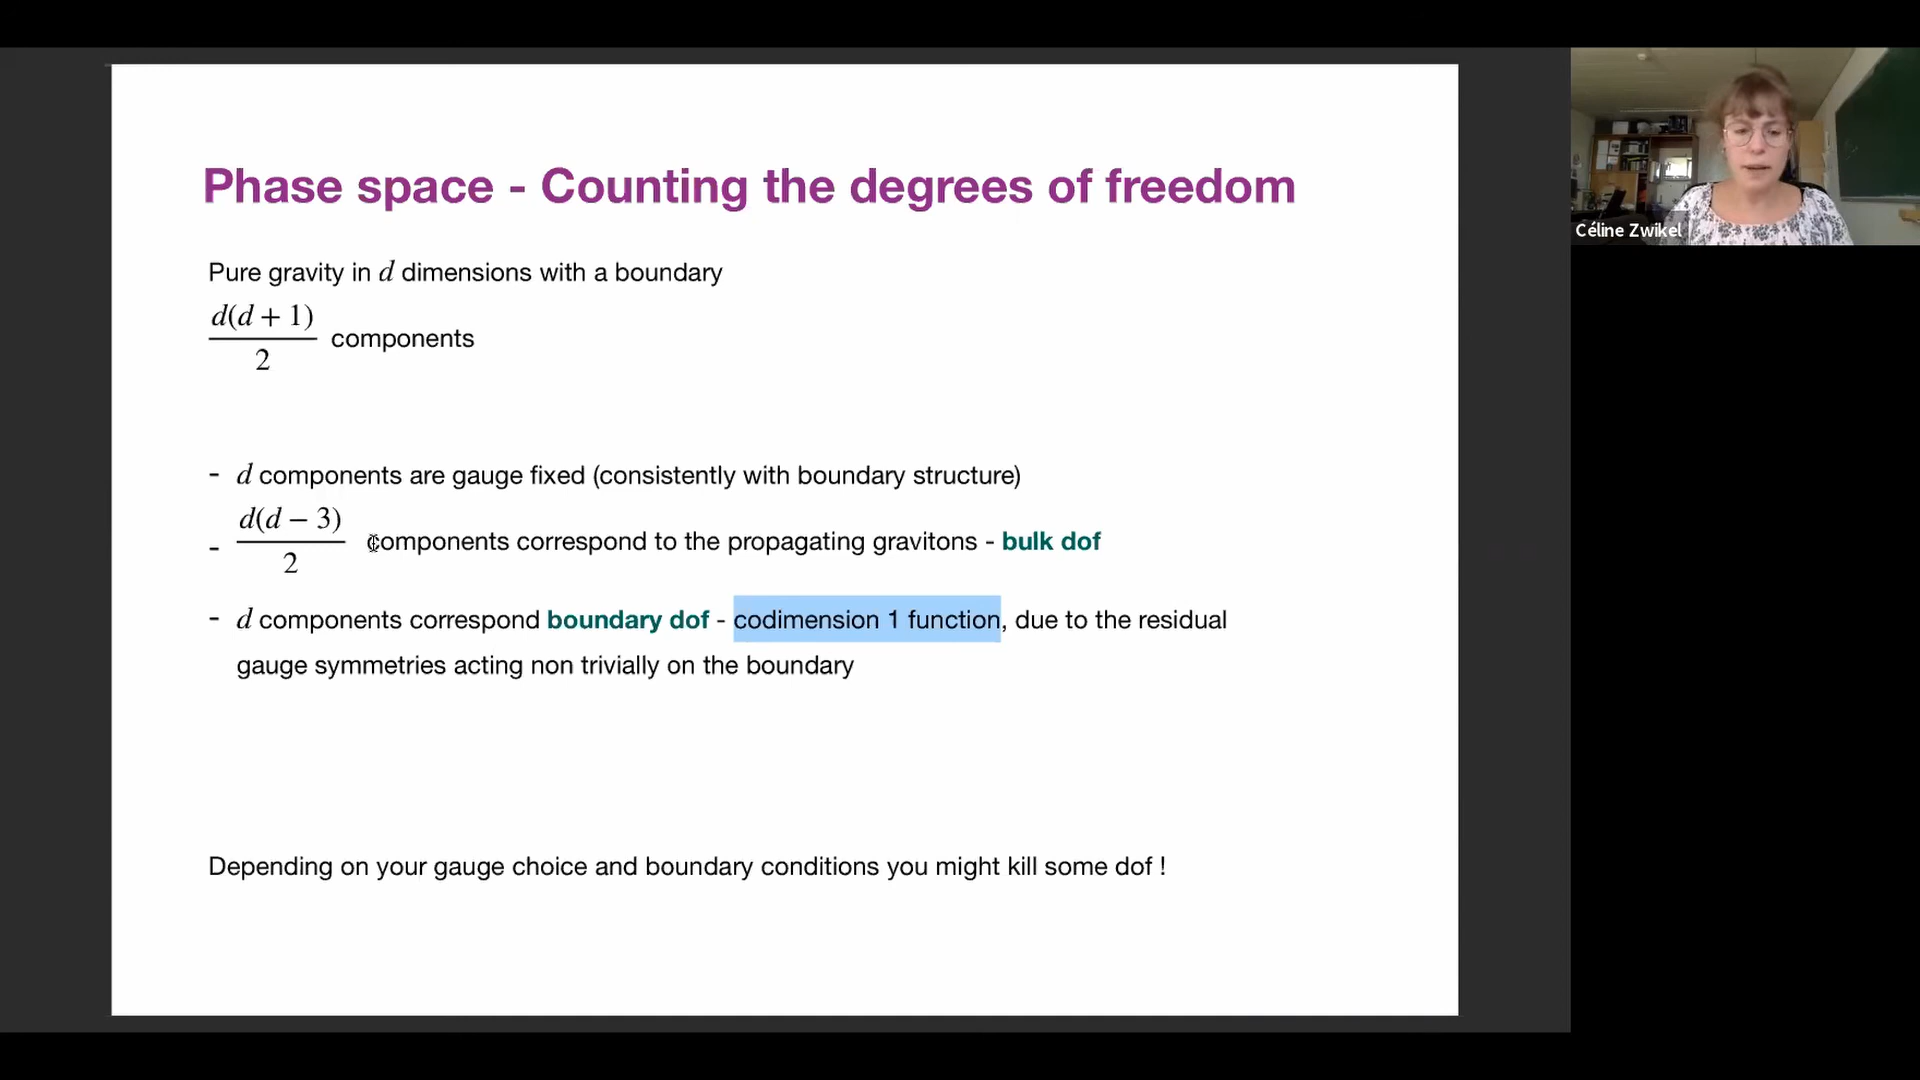 Phase space - Counting the degrees of freedom
Céline Zwikel
Pure gravity in d dimensions with a boundary
d(d + 1)
2
components
- d components are gauge fixed (consistently with boundary structure)
- d(d − 3)
2
components correspond to the propagating gravitons - bulk dof
- d components correspond boundary dof - codimension 1 function, due to the residual
gauge symmetries acting non trivially on the boundary
Depending on your gauge choice and boundary conditions you might kill some dof !